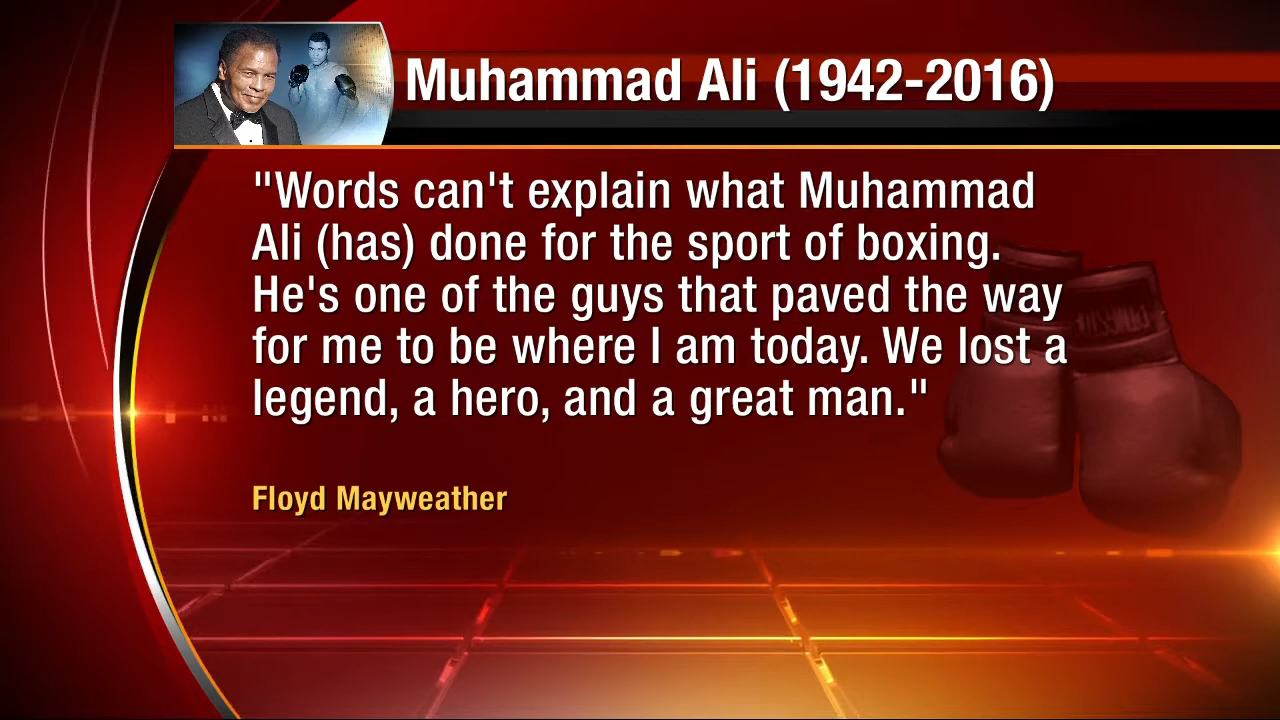 Muhammad Ali (1942-2016)
"Words can't explain what Muhammad
Ali (has) done for the sport of boxing.
He's one of the guys that paved the way
for me to be where I am today. We lost a
legend, a hero, and a great man."
Floyd Mayweather